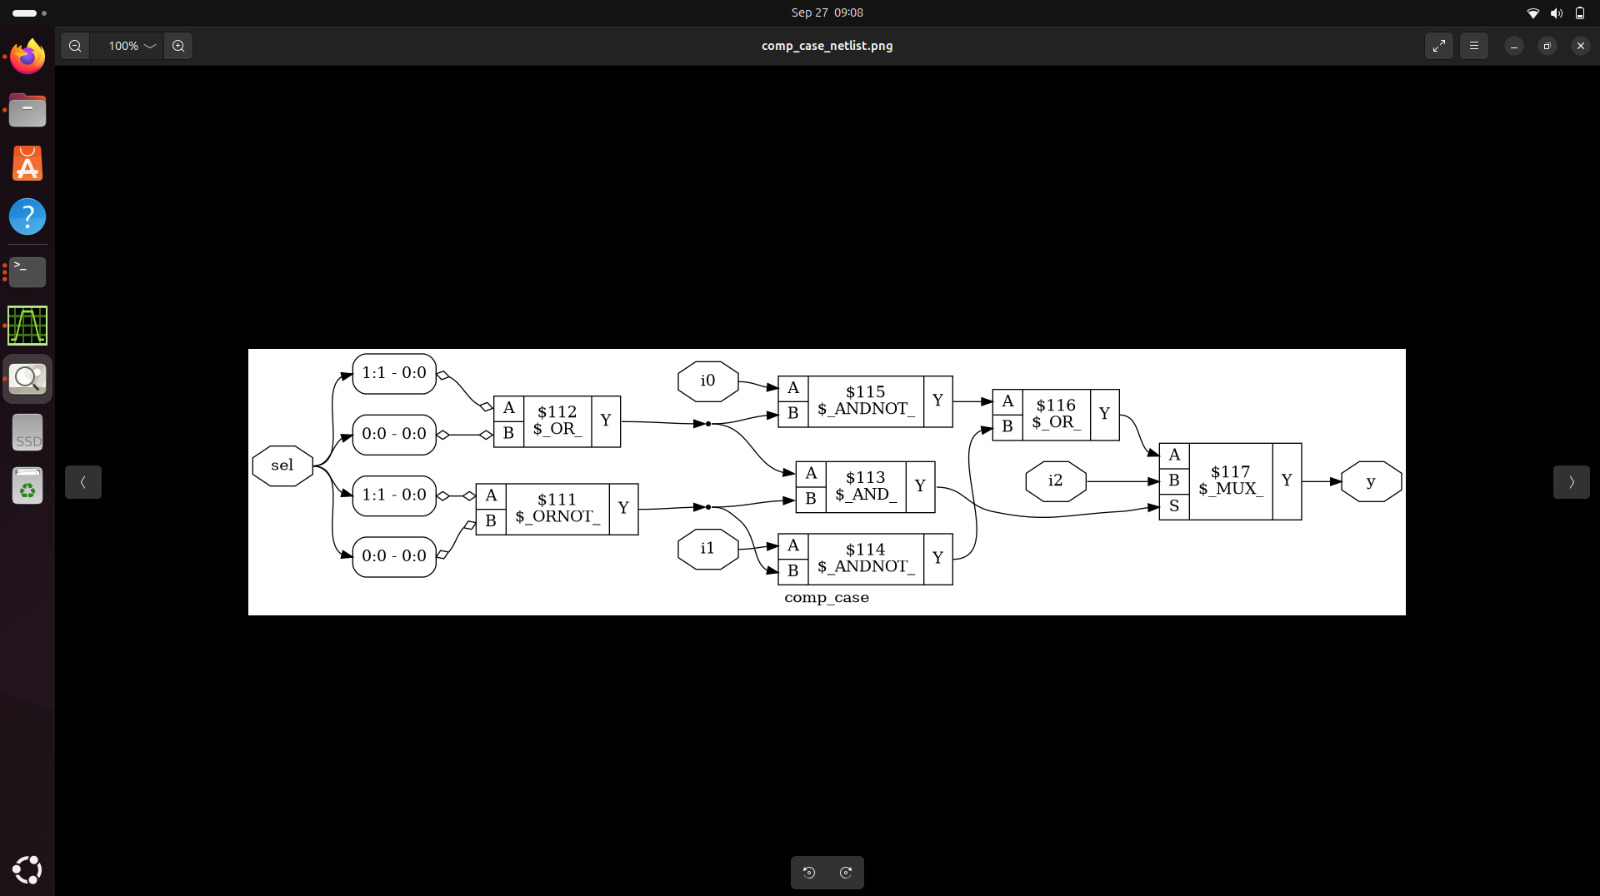 Sep 27 09:08
100%
comp_case_netlist.png
sel
1:1 - 0:0
0:0 - 0:0
1:1 - 0:0
0:0 - 0:0
A
B
$112
$_OR_
Y
A
B
$111
$_ORNOT_
Y
i0
i1
A
B
$115
$_ANDNOT_
Y
A
B
$113
$_AND_
Y
A
B
$114
$_ANDNOT_
Y
A
B
$116
$_OR_
Y
i2
A
B
S
$117
$_MUX_
Y
y
comp_case
SSD